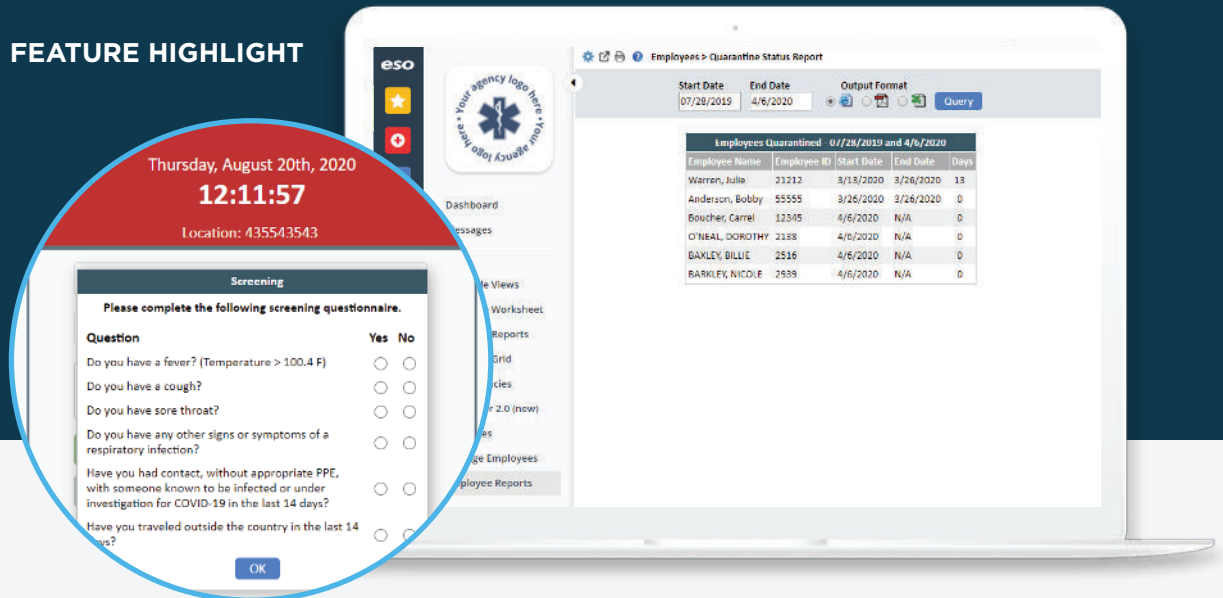 FEATURE HIGHLIGHT
eso
Your agency logo here • Your agency logo here •
Dashboard
essages
le Views
Worksheet
Reports
Grid
cies
r 2.0 (new)
es
ge Employees
ployee Reports
Employees > Quarantine Status Report
Start Date End Date Output Format
07/28/2019 4/6/2020 Query
Employees Quarantined - 07/28/2019 and 4/6/2020
Employee Name Employee ID Start Date End Date Days
Warren, Julie 21212 3/13/2020 3/26/2020 13
Anderson, Bobby 55555 3/26/2020 3/26/2020 0
Boucher, Carrel 12345 4/6/2020 N/A 0
O'NEAL, DOROTHY 2138 4/6/2020 N/A 0
BAXLEY, BILLIE 2516 4/6/2020 N/A 0
BARKLEY, NICOLE 2939 4/6/2020 N/A 0
Thursday, August 20th, 2020
12:11:57
Location: 435543543
Screening
Please complete the following screening questionnaire.
Question Yes No
Do you have a fever? (Temperature > 100.4 F)
Do you have a cough?
Do you have sore throat?
Do you have any other signs or symptoms of a
respiratory infection?
Have you had contact, without appropriate PPE,
with someone known to be infected or under
investigation for COVID-19 in the last 14 days?
Have you traveled outside the country in the last 14
ays?
OK